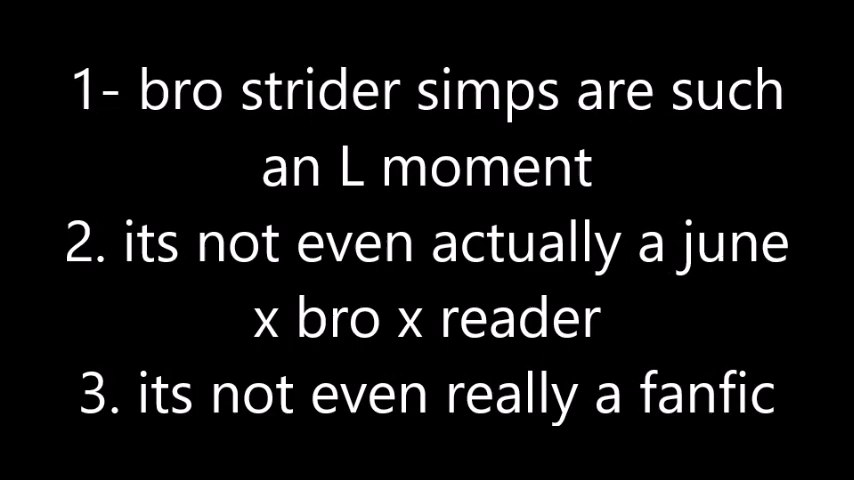 1- bro strider simps are such
an L moment
2. its not even actually a june
x bro x reader
3. its not even really a fanfic